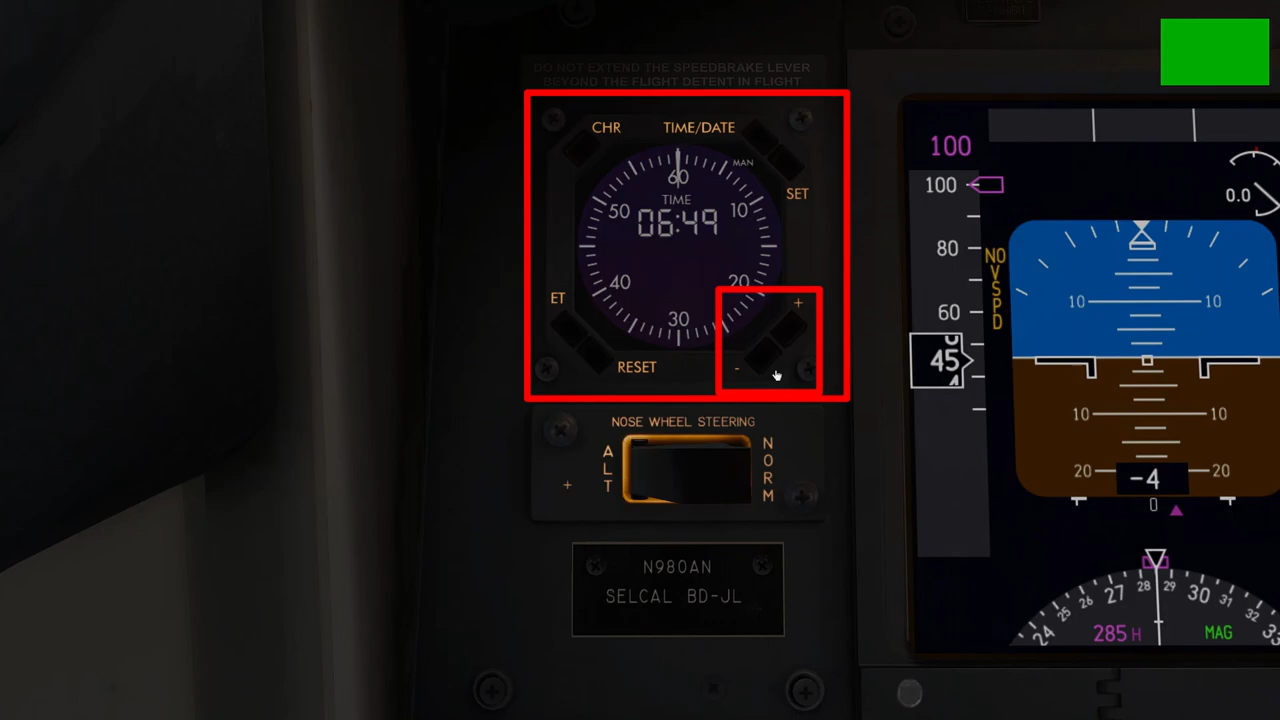 DO NOT EXTEND THE SPEEDBRAKE LEVER
BEYOND THE FLIGHT DETENT IN FLIGHT
CHR
TIME/DATE
MAN
60
SET
50
TIME
10
06:49
40
20
ET
30
+
-
RESET
NOSE WHEEL STEERING
ALT
NORM
+
N980AN
SELCAL BD-JL
100
100
80
60
45
NO
VSPD
0.0
10
10
10
10
20
20
-4
0
24
25
26
27
28
29
30
31
32
33
285 H
MAG